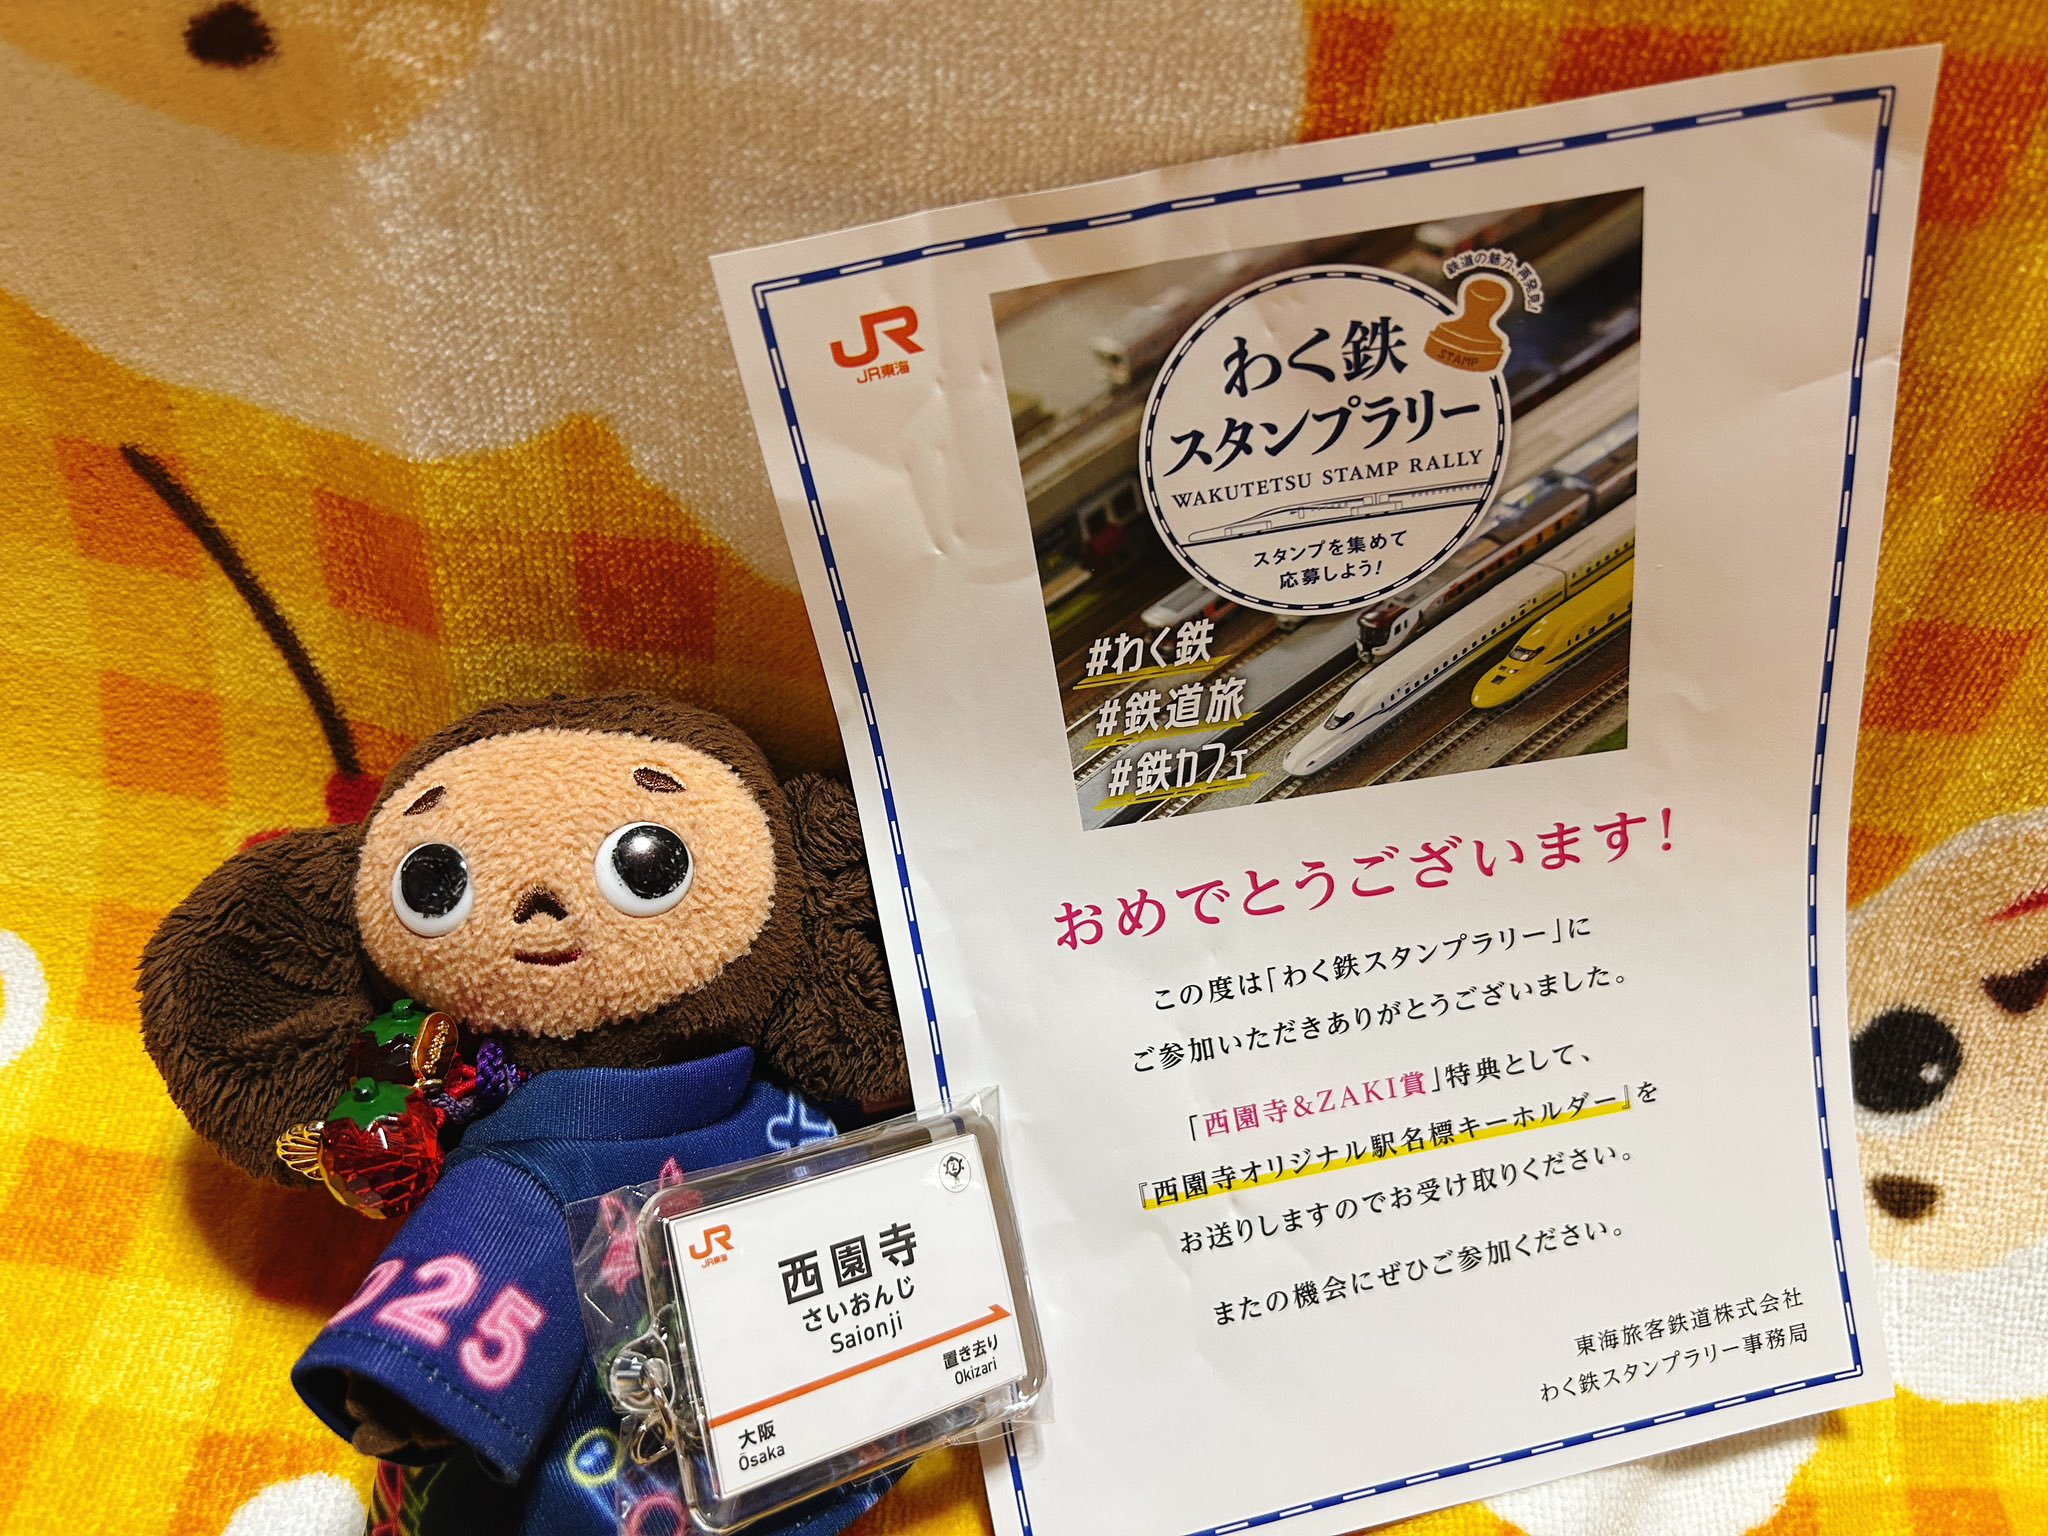 JR
JR東海
鉄道の魅力、再発見!
STAMP
わく鉄
スタンプラリー
WAKUTETSU STAMP RALLY
スタンプを集めて
応募しよう!
#わく鉄
#鉄道旅
#鉄カフェ
おめでとうございます!
この度は「わく鉄スタンプラリー」に
ご参加いただきありがとうございました。
「西園寺&ZAKI賞」特典として、
『西園寺オリジナル駅名標キーホルダー』を
お送りしますのでお受け取りください。
またの機会にぜひご参加ください。
東海旅客鉄道株式会社
わく鉄スタンプラリー事務局
JR
JR東海
西園寺
さいおんじ
Saionji
置き去り
Okizari
大阪
Ōsaka
025